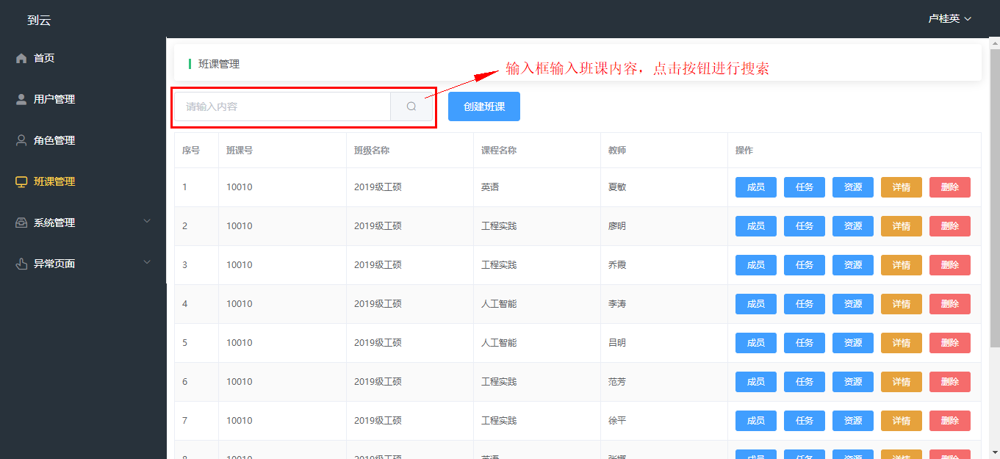 到云
卢桂英
首页
用户管理
角色管理
班课管理
系统管理
异常页面
班课管理
输入框输入班课内容，点击按钮进行搜索
请输入内容
创建班课
序号 班课号 班级名称 课程名称 教师 操作
1 10010 2019级工硕 英语 夏敏 成员 任务 资源 详情 删除
2 10010 2019级工硕 工程实践 廖明 成员 任务 资源 详情 删除
3 10010 2019级工硕 工程实践 乔霞 成员 任务 资源 详情 删除
4 10010 2019级工硕 人工智能 李涛 成员 任务 资源 详情 删除
5 10010 2019级工硕 人工智能 吕明 成员 任务 资源 详情 删除
6 10010 2019级工硕 工程实践 范芳 成员 任务 资源 详情 删除
7 10010 2019级工硕 工程实践 徐平 成员 任务 资源 详情 删除
8 10010 2019级工硕 英语 张娜 成员 任务 资源 详情 删除